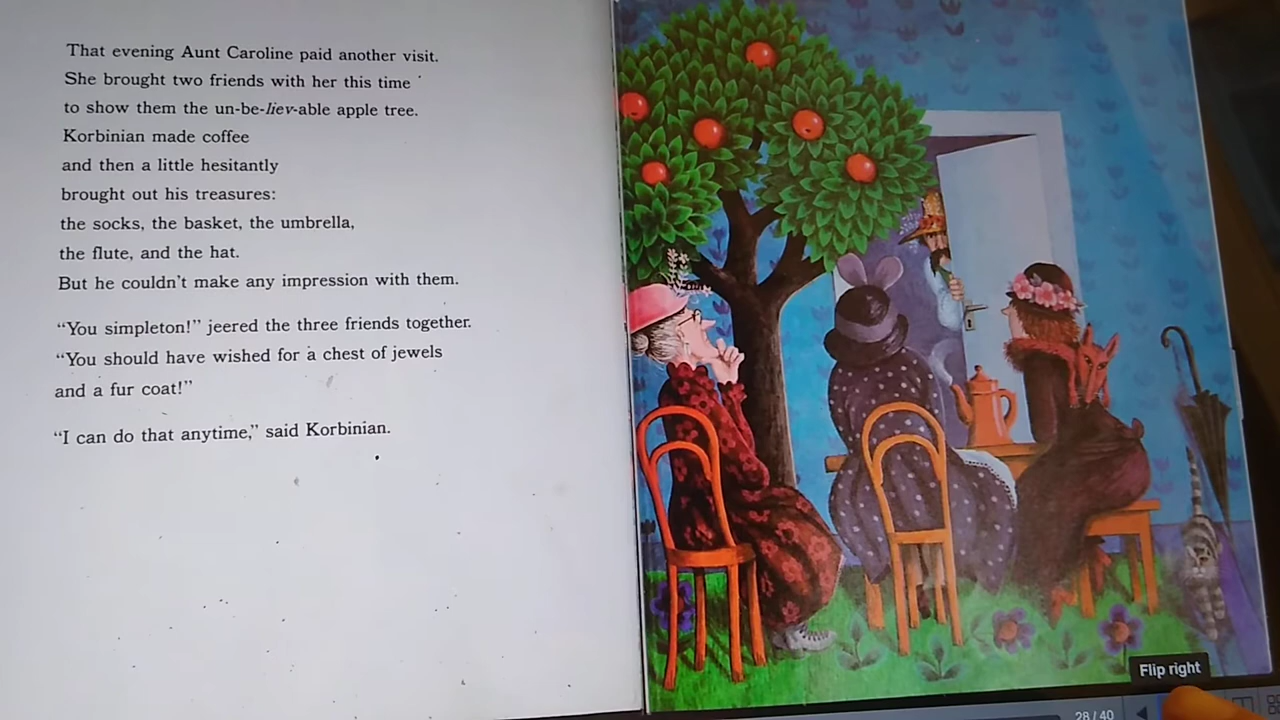 That evening Aunt Caroline paid another visit.
She brought two friends with her this time
to show them the un-be-liev-able apple tree.
Korbinian made coffee
and then a little hesitantly
brought out his treasures:
the socks, the basket, the umbrella,
the flute, and the hat.
But he couldn't make any impression with them.
“You simpleton!” jeered the three friends together.
“You should have wished for a chest of jewels
and a fur coat!”
“I can do that anytime,” said Korbinian.
Flip right
28 / 40